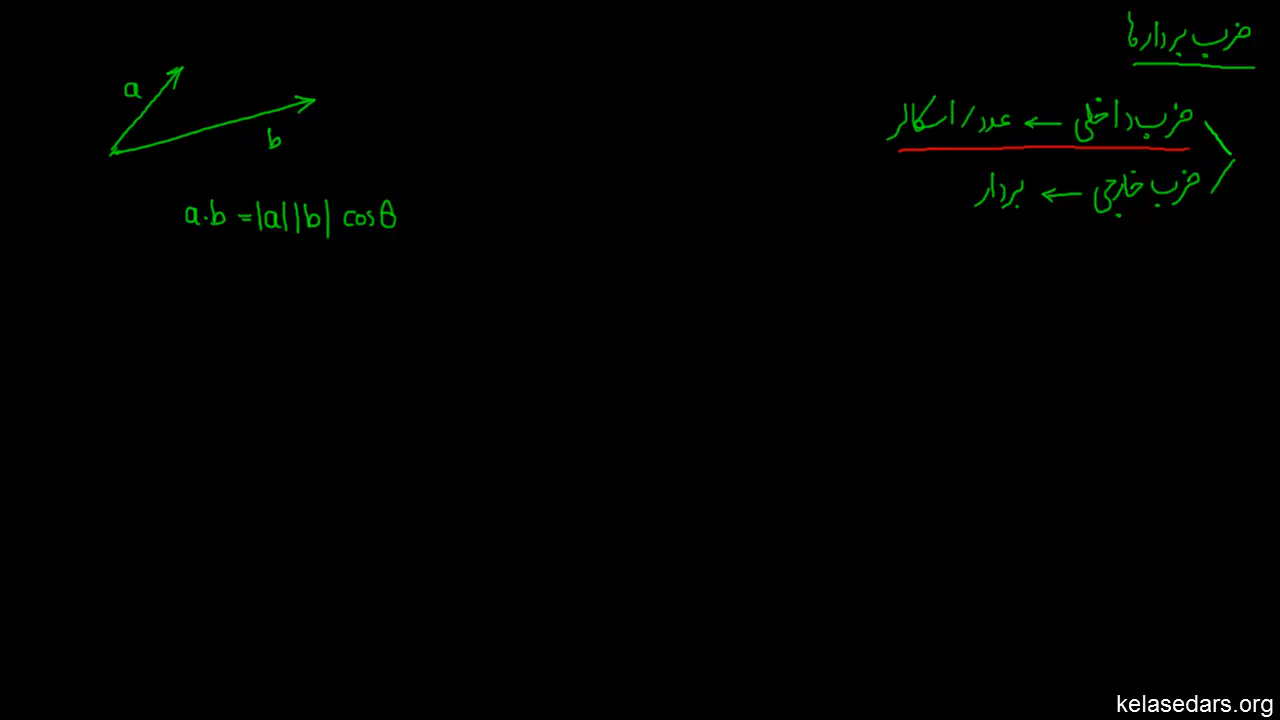 ضرب بردارها
ضرب داخلی ← عدد/اسکالر
ضرب خارجی ← بردار
a
b
a.b = |a||b| cosθ
kelasedars.org